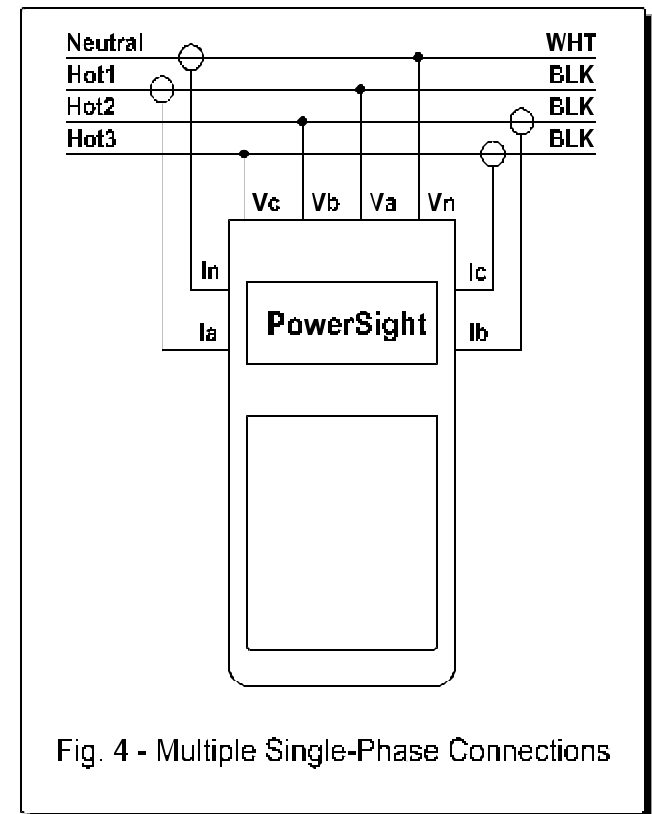 Neutral WHT
Hot1 BLK
Hot2 BLK
Hot3 BLK
Vc Vb Va Vn
In Ic
PowerSight
Ia Ib
Fig. 4 - Multiple Single-Phase Connections